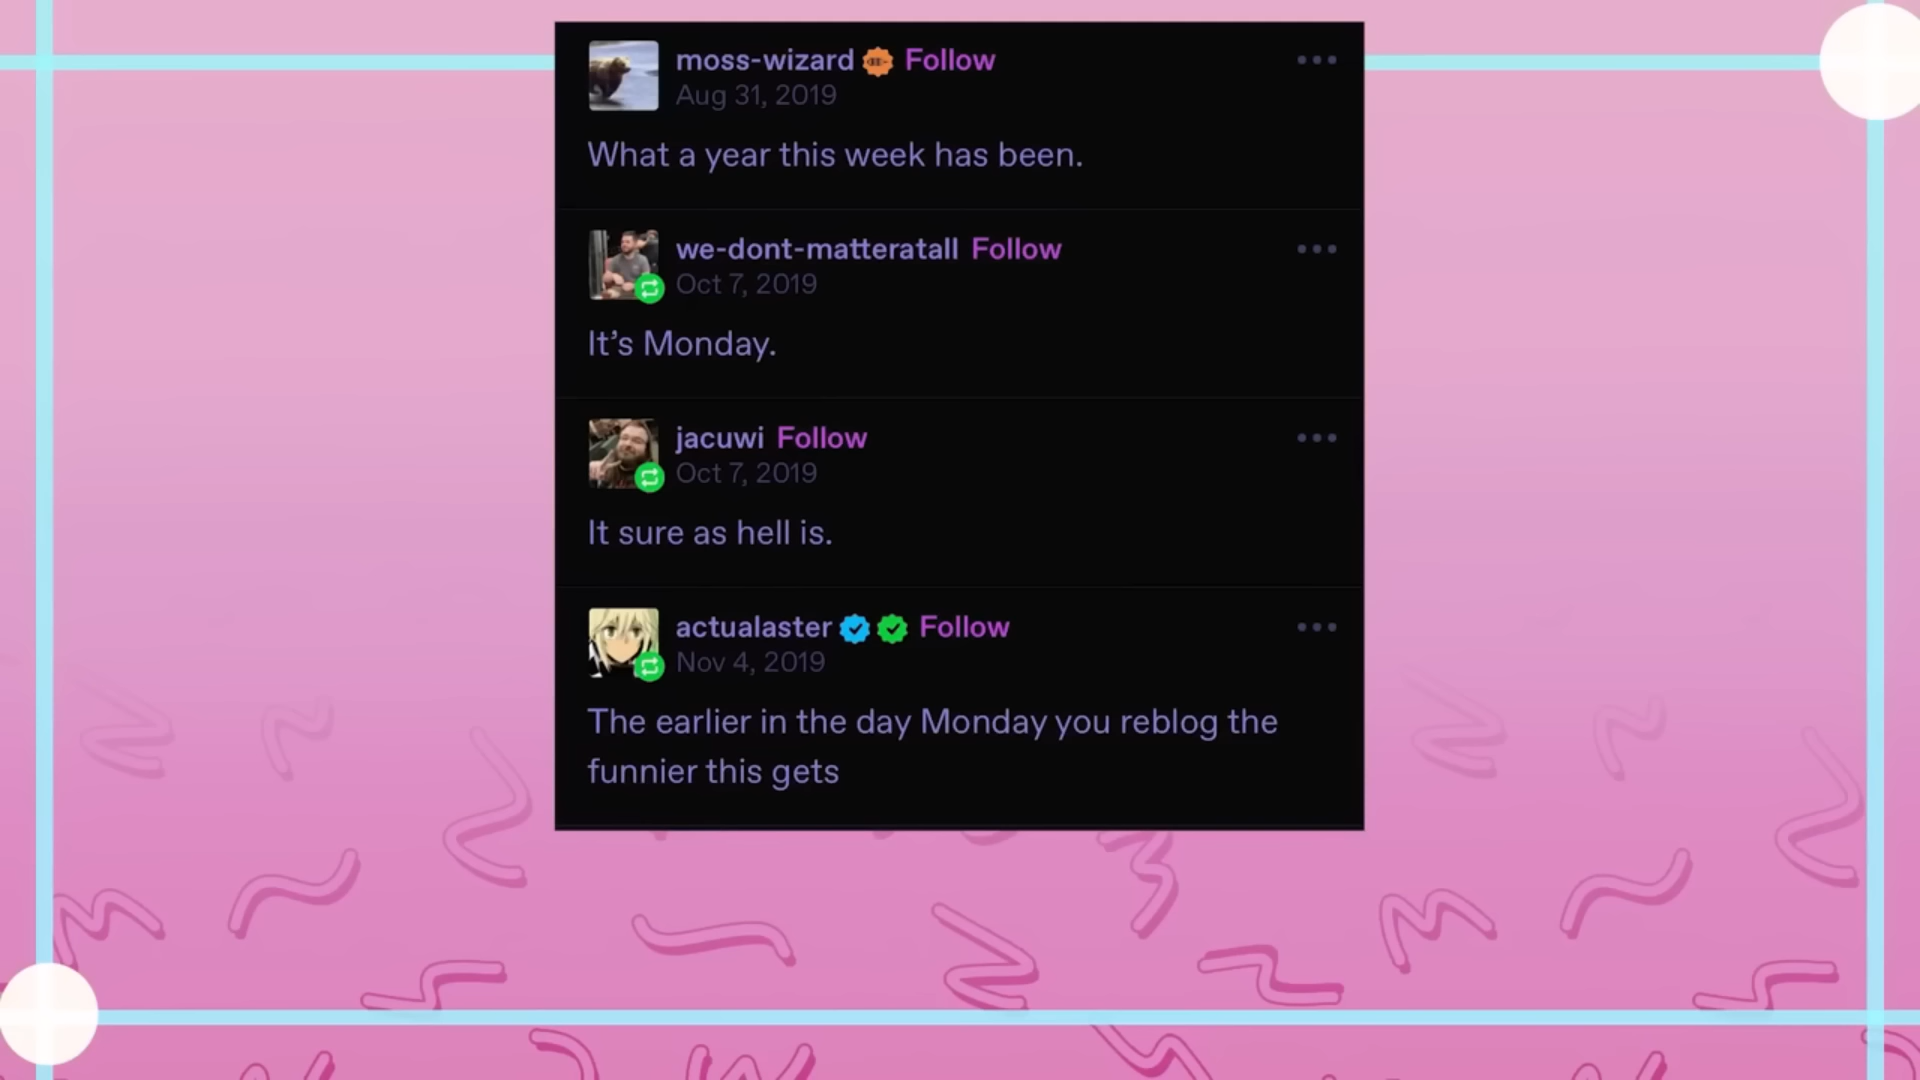 moss-wizard Follow
Aug 31, 2019
What a year this week has been.
we-dont-matteratall Follow
Oct 7, 2019
It’s Monday.
jacuwi Follow
Oct 7, 2019
It sure as hell is.
actualaster Follow
Nov 4, 2019
The earlier in the day Monday you reblog the
funnier this gets